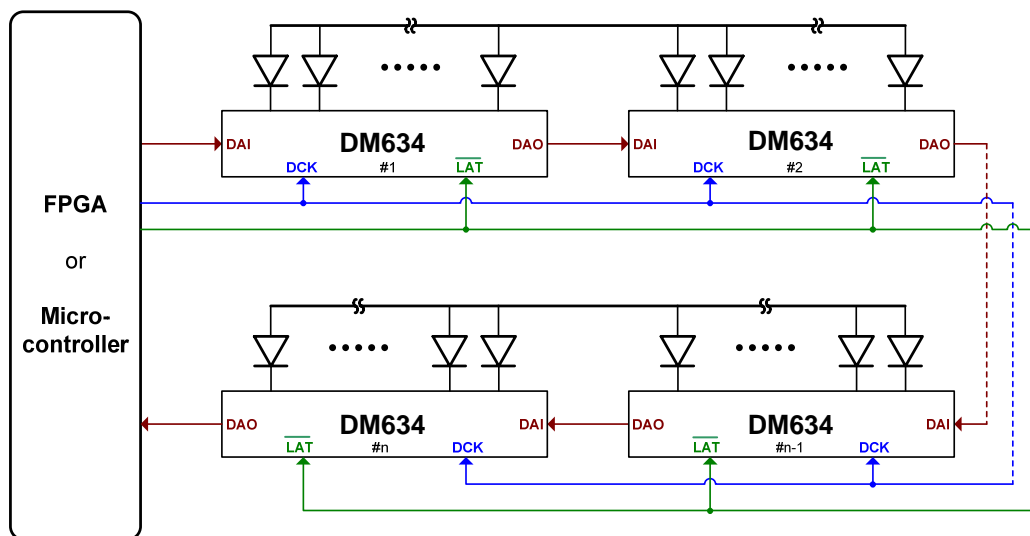 FPGA
or
Micro-
controller
DAI
DM634
#1
DAO
DCK
LAT
DAI
DM634
#2
DAO
DCK
LAT
DAO
DM634
#n
DAI
LAT
DCK
DAO
DM634
#n-1
DAI
LAT
DCK